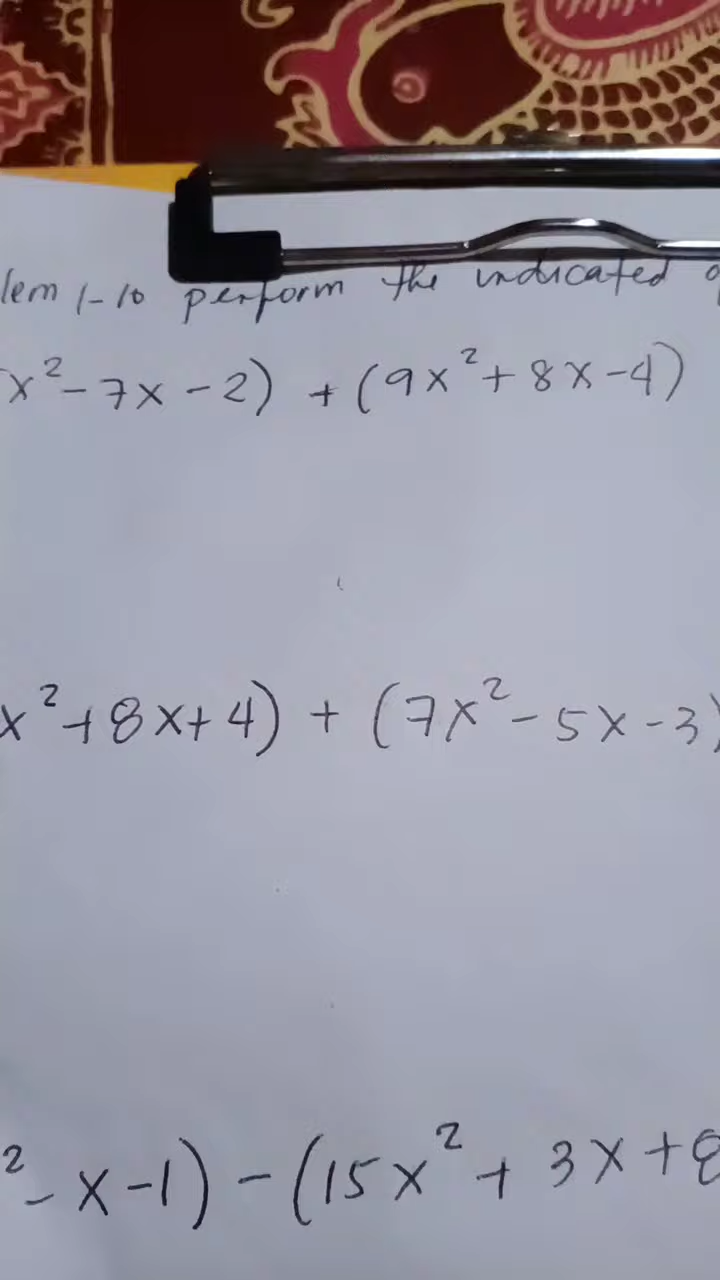 lem 1-10 perform the indicated
x² - 7x - 2) + (9x² + 8x - 4)
x² + 8x + 4) + (7x² - 5x - 3)
² - x - 1) - (15x² + 3x + 8